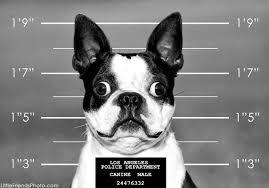 1'9" 1'9"
1'7" 1'7"
1'5" 1'5"
1'3" 1'3"
LOS ANGELES
POLICE DEPARTMENT
CANINE MALE
24476332
LittleFriendsPhoto.com